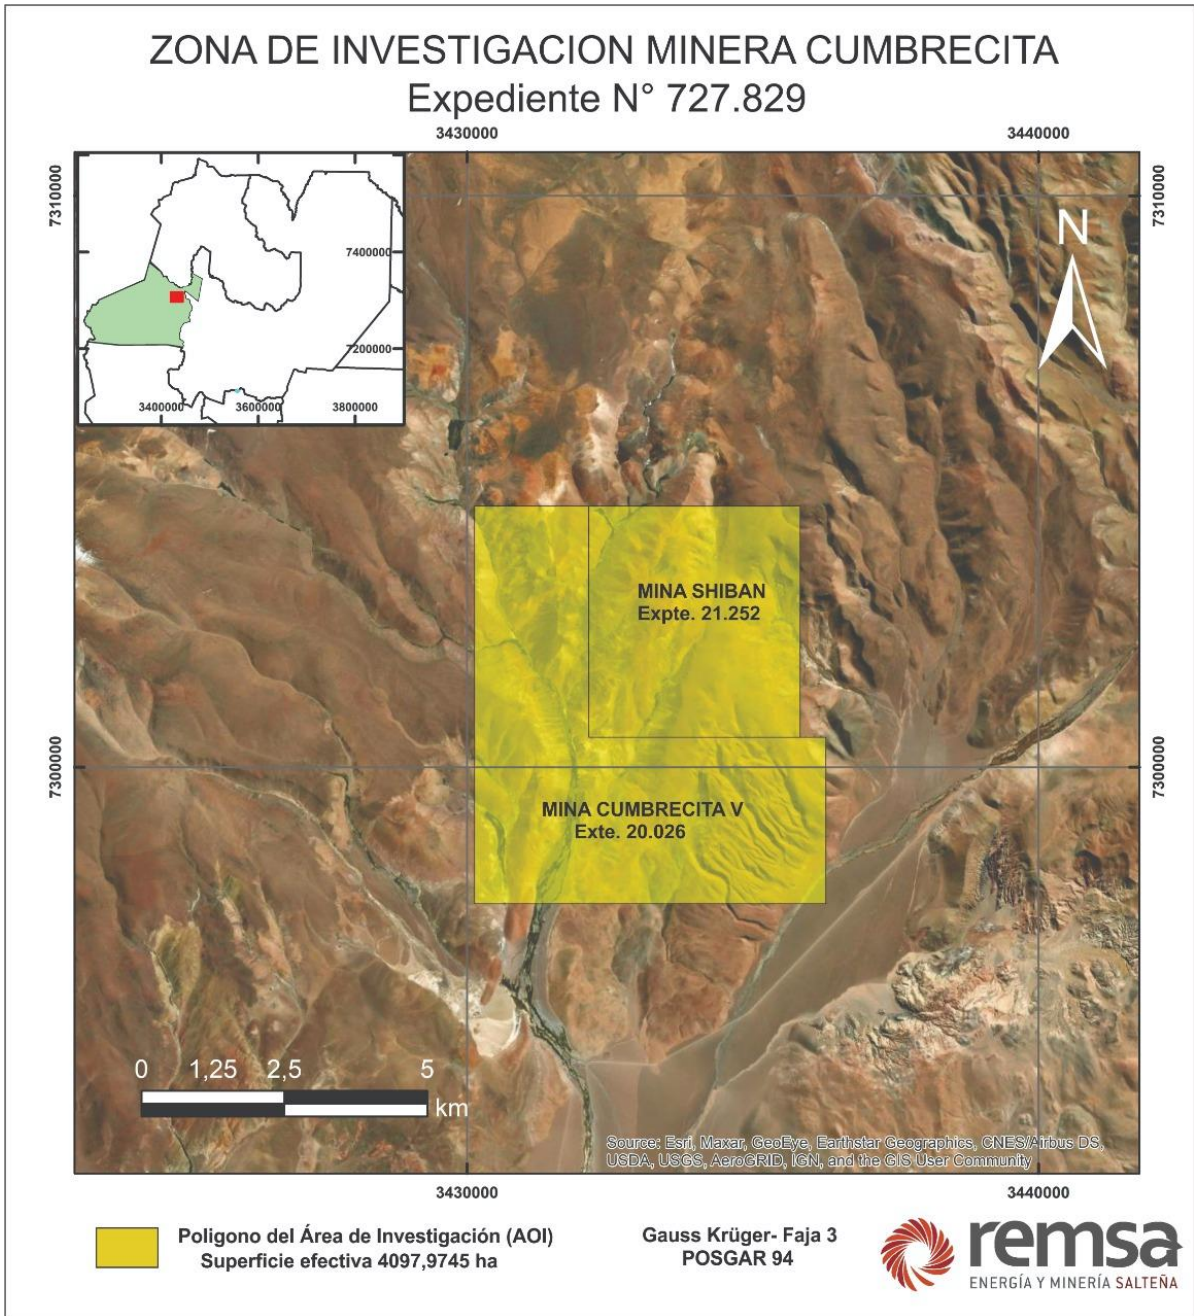 ZONA DE INVESTIGACION MINERA CUMBRECITA
Expediente N° 727.829
3430000
3440000
7310000
7310000
7400000
7200000
3400000
3600000
3800000
N
MINA SHIBAN
Expte. 21.252
7300000
7300000
MINA CUMBRECITA V
Exte. 20.026
0 1,25 2,5 5
km
Source: Esri, Maxar, GeoEye, Earthstar Geographics, CNES/Airbus DS,
USDA, USGS, AeroGRID, IGN, and the GIS User Community
3430000
3440000
Poligono del Área de Investigación (AOI)
Superficie efectiva 4097,9745 ha
Gauss Krüger- Faja 3
POSGAR 94
remsa
ENERGÍA Y MINERÍA SALTEÑA